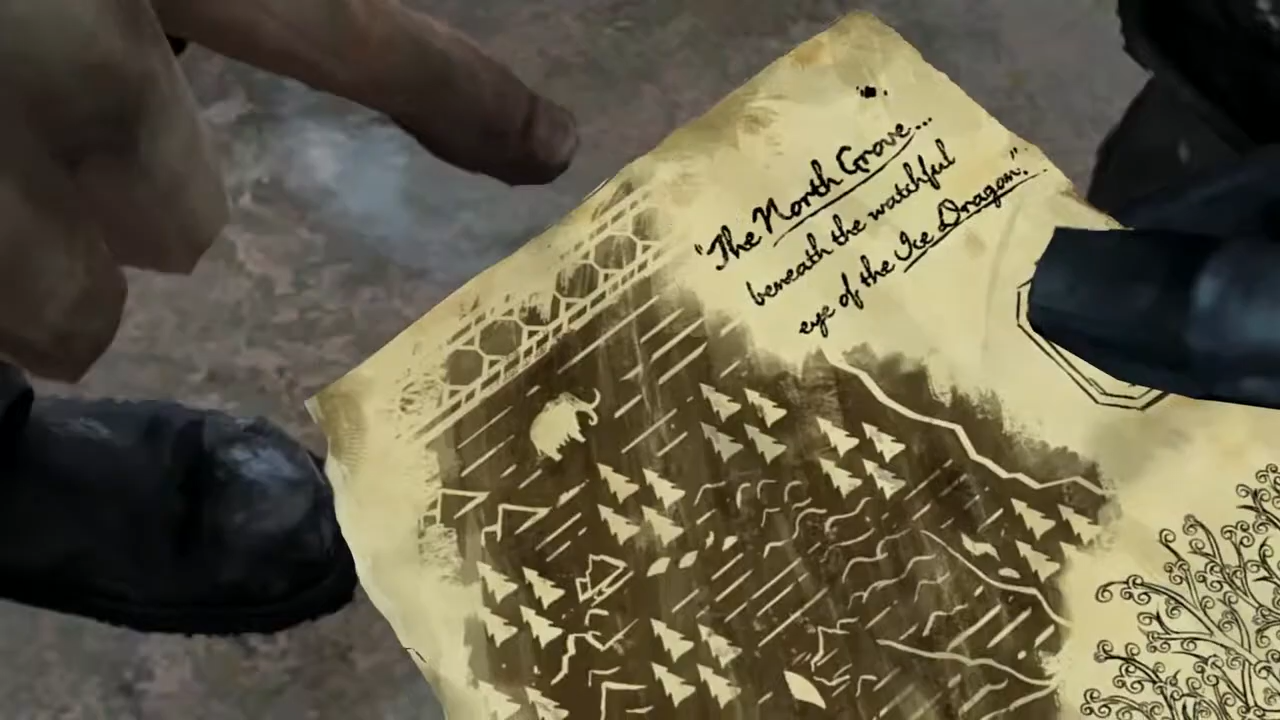 "The North Grove...
beneath the watchful
eye of the Ice Dragon."